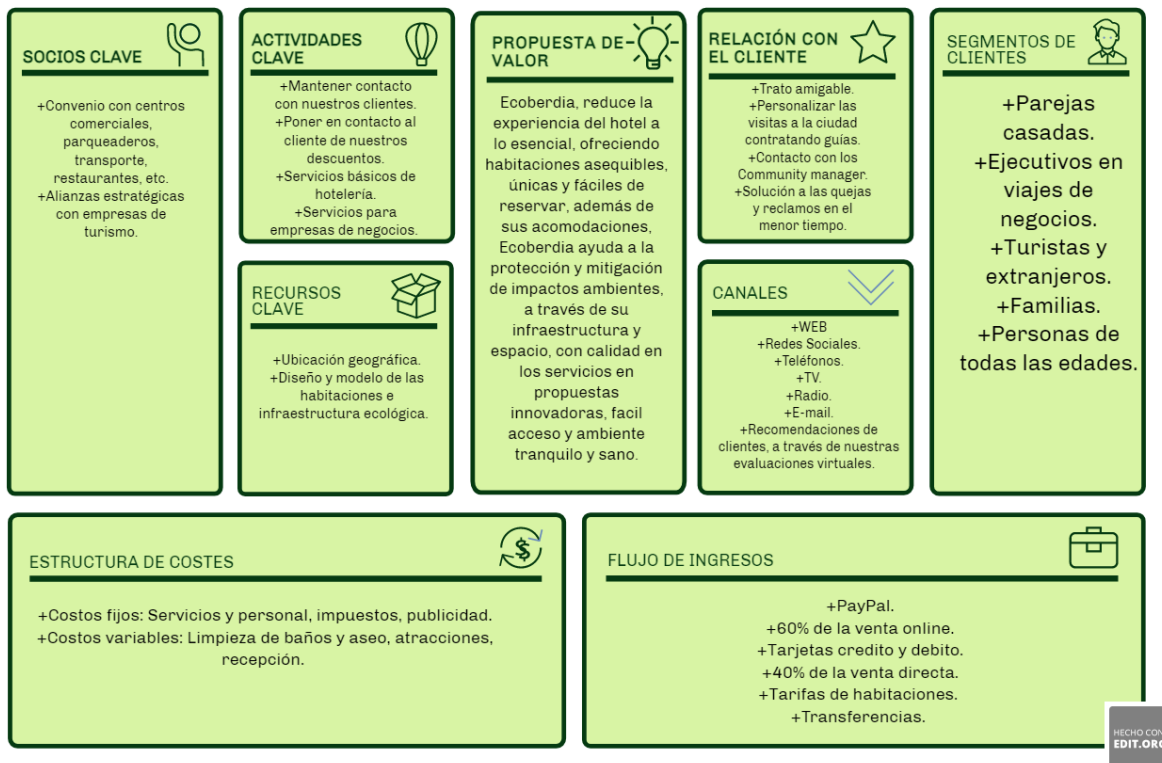 SOCIOS CLAVE
+Convenio con centros
comerciales,
parqueaderos,
transporte,
restaurantes, etc.
+Alianzas estratégicas
con empresas de
turismo.
ACTIVIDADES
CLAVE
+Mantener contacto
con nuestros clientes.
+Poner en contacto al
cliente de nuestros
descuentos.
+Servicios básicos de
hotelería.
+Servicios para
empresas de negocios.
RECURSOS
CLAVE
+Ubicación geográfica.
+Diseño y modelo de las
habitaciones e
infraestructura ecológica.
PROPUESTA DE
VALOR
Ecoberdia, reduce la
experiencia del hotel a
lo esencial, ofreciendo
habitaciones asequibles,
únicas y fáciles de
reservar, además de
sus acomodaciones,
Ecoberdia ayuda a la
protección y mitigación
de impactos ambientes,
a través de su
infraestructura y
espacio, con calidad en
los servicios en
propuestas
innovadoras, facil
acceso y ambiente
tranquilo y sano.
RELACIÓN CON
EL CLIENTE
+Trato amigable.
+Personalizar las
visitas a la ciudad
contratando guías.
+Contacto con los
Community manager.
+Solución a las quejas
y reclamos en el
menor tiempo.
CANALES
+WEB
+Redes Sociales.
+Teléfonos.
+TV.
+Radio.
+E-mail.
+Recomendaciones de
clientes, a través de nuestras
evaluaciones virtuales.
SEGMENTOS DE
CLIENTES
+Parejas
casadas.
+Ejecutivos en
viajes de
negocios.
+Turistas y
extranjeros.
+Familias.
+Personas de
todas las edades.
ESTRUCTURA DE COSTES
+Costos fijos: Servicios y personal, impuestos, publicidad.
+Costos variables: Limpieza de baños y aseo, atracciones,
recepción.
FLUJO DE INGRESOS
+PayPal.
+60% de la venta online.
+Tarjetas credito y debito.
+40% de la venta directa.
+Tarifas de habitaciones.
+Transferencias.
HECHO CON
EDIT.ORG